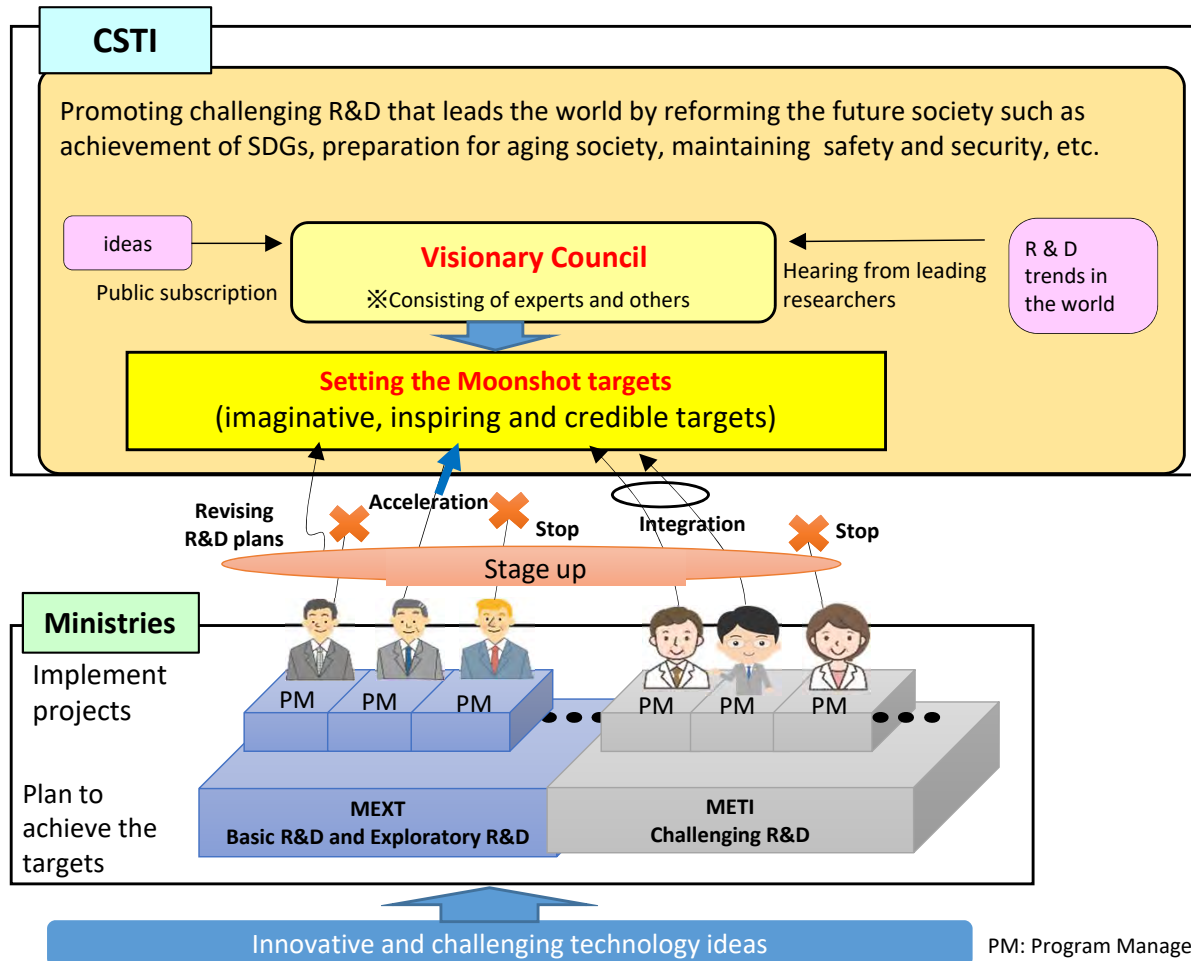 CSTI
Promoting challenging R&D that leads the world by reforming the future society such as
achievement of SDGs, preparation for aging society, maintaining safety and security, etc.
ideas
Public subscription
Visionary Council
※Consisting of experts and others
Hearing from leading
researchers
R & D
trends in
the world
Setting the Moonshot targets
(imaginative, inspiring and credible targets)
Revising
R&D plans
Acceleration
Stop
Integration
Stop
Stage up
Ministries
Implement
projects
PM
PM
PM
PM
PM
PM
Plan to
achieve the
targets
MEXT
Basic R&D and Exploratory R&D
METI
Challenging R&D
Innovative and challenging technology ideas
PM: Program Manage